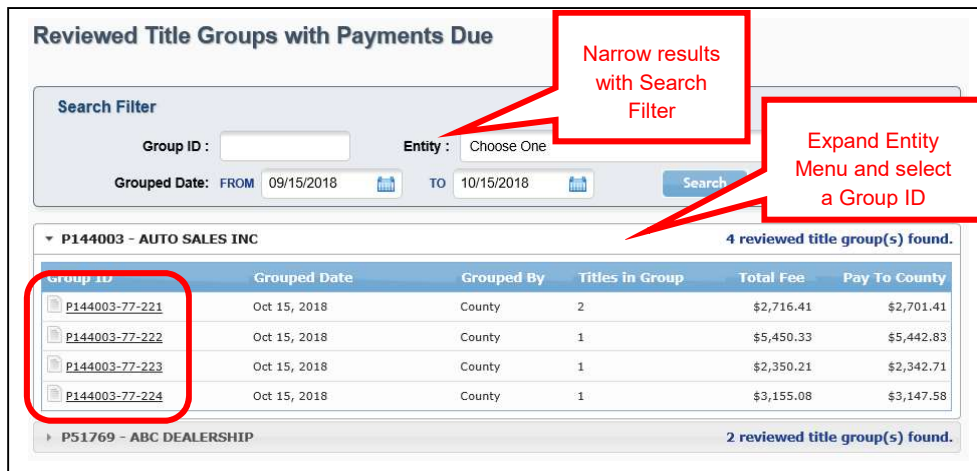 Reviewed Title Groups with Payments Due
Narrow results
with Search
Filter
Search Filter
Group ID :
Entity : Choose One
Expand Entity
Menu and select
a Group ID
Grouped Date: FROM 09/15/2018 TO 10/15/2018 Search
P144003 - AUTO SALES INC 4 reviewed title group(s) found.
Group ID Grouped Date Grouped By Titles in Group Total Fee Pay To County
P144003-77-221 Oct 15, 2018 County 2 $2,716.41 $2,701.41
P144003-77-222 Oct 15, 2018 County 1 $5,450.33 $5,442.83
P144003-77-223 Oct 15, 2018 County 1 $2,350.21 $2,342.71
P144003-77-224 Oct 15, 2018 County 1 $3,155.08 $3,147.58
P51769 - ABC DEALERSHIP 2 reviewed title group(s) found.